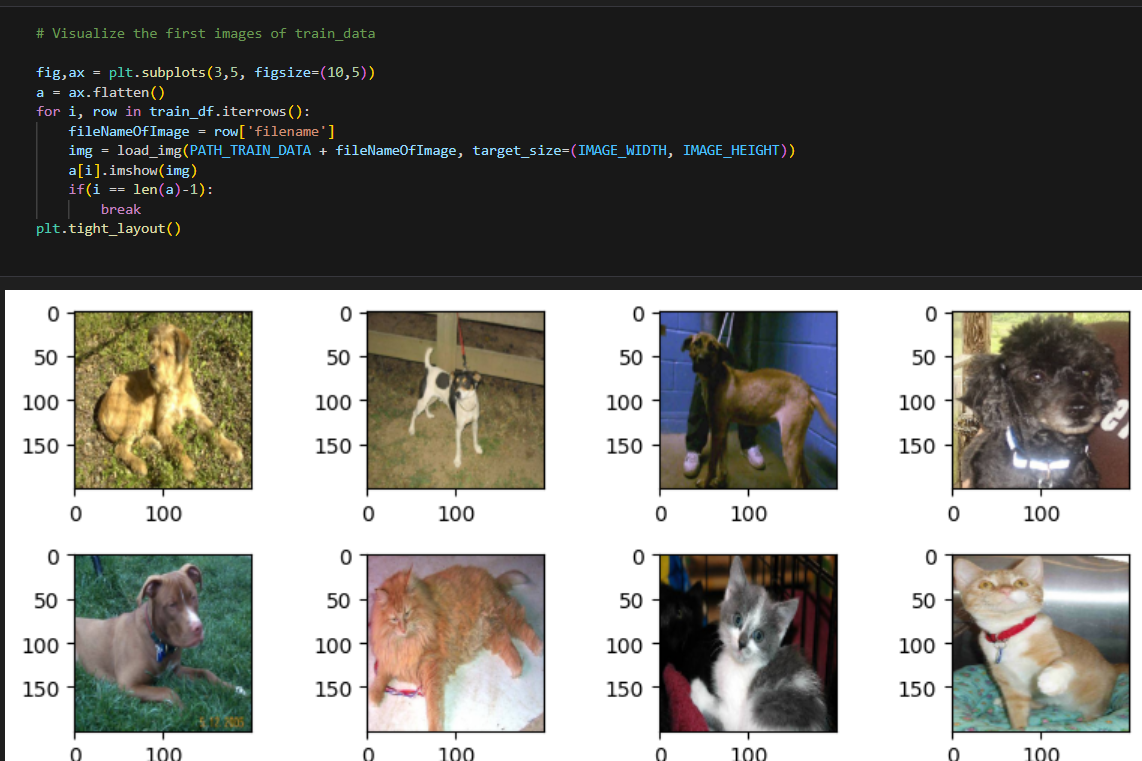 # Visualize the first images of train_data
fig,ax = plt.subplots(3,5, figsize=(10,5))
a = ax.flatten()
for i, row in train_df.iterrows():
    fileNameOfImage = row['filename']
    img = load_img(PATH_TRAIN_DATA + fileNameOfImage, target_size=(IMAGE_WIDTH, IMAGE_HEIGHT))
    a[i].imshow(img)
    if(i == len(a)-1):
        break
plt.tight_layout()
0 0 0 0
50 50 50 50
100 100 100 100
150 150 150 150
0 100 0 100 0 100 0 100
0 0 0 0
50 50 50 50
100 100 100 100
150 150 150 150
0 100 0 100 0 100 0 100